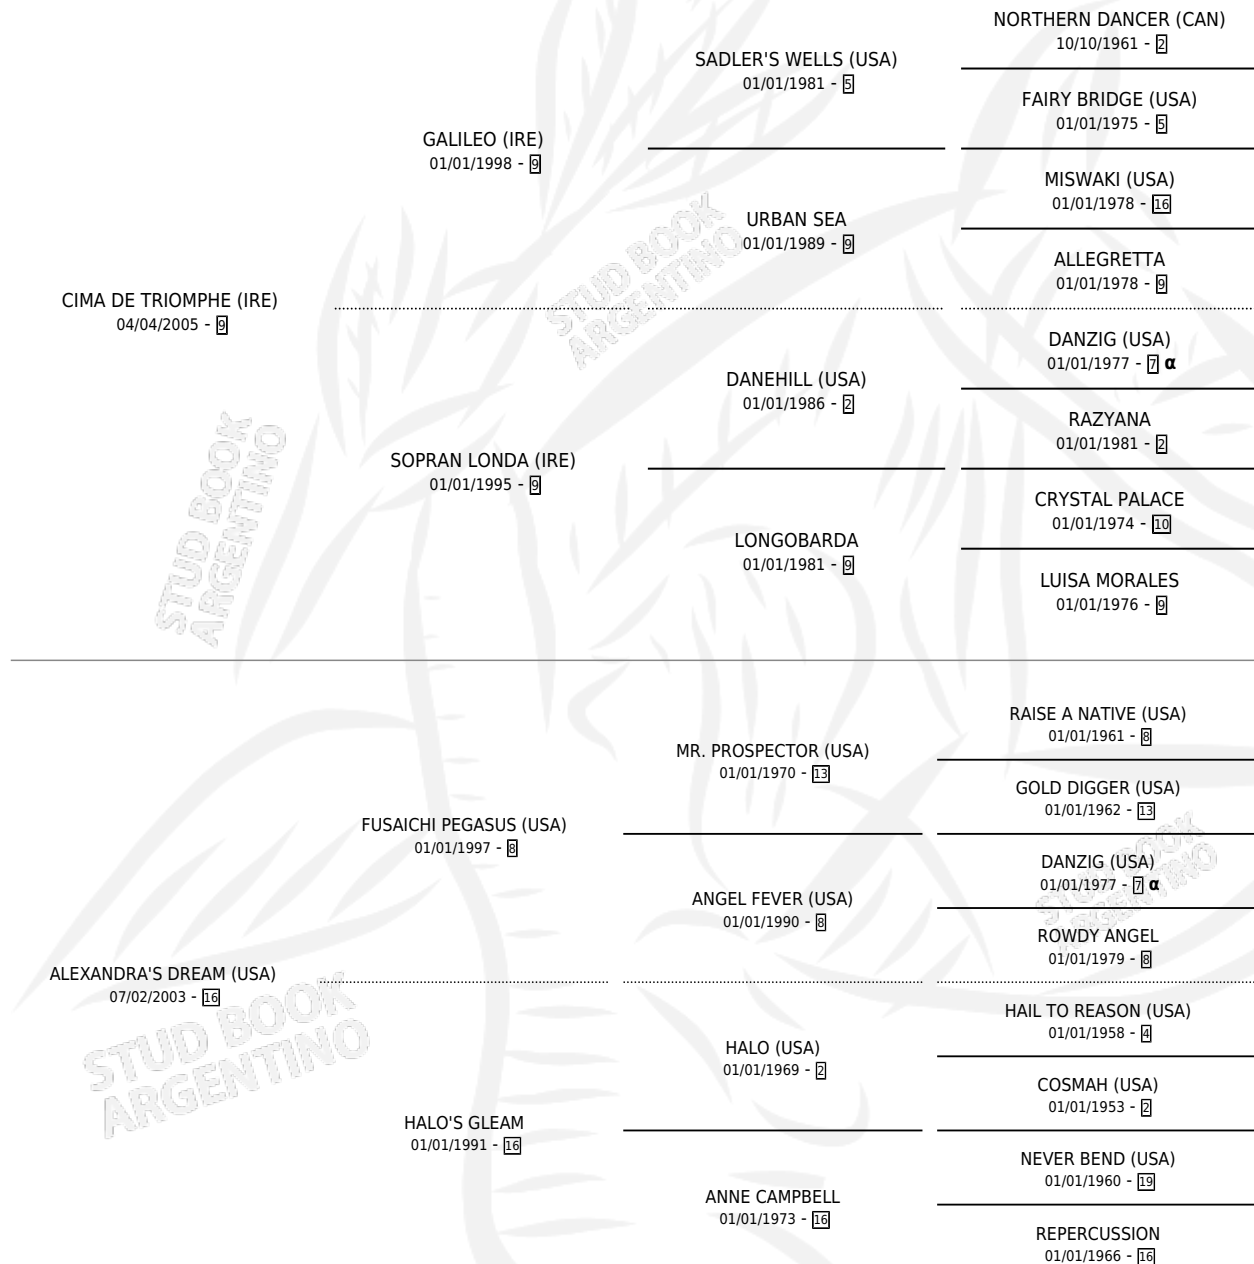 NORTHERN DANCER (CAN)
10/10/1961 - 2
SADLER'S WELLS (USA)
01/01/1981 - 5
FAIRY BRIDGE (USA)
01/01/1975 - 5
GALILEO (IRE)
01/01/1998 - 9
MISWAKI (USA)
01/01/1978 - 16
URBAN SEA
01/01/1989 - 9
ALLEGRETTA
01/01/1978 - 9
STUD BOOK
ARGENTINO
CIMA DE TRIOMPHE (IRE)
04/04/2005 - 9
DANZIG (USA)
01/01/1977 - 7 α
DANEHILL (USA)
01/01/1986 - 2
RAZYANA
01/01/1981 - 2
SOPRAN LONDA (IRE)
01/01/1995 - 9
CRYSTAL PALACE
01/01/1974 - 10
LONGOBARDA
01/01/1981 - 9
LUISA MORALES
01/01/1976 - 9
STUD BOOK
ARGENTINO
RAISE A NATIVE (USA)
01/01/1961 - 8
MR. PROSPECTOR (USA)
01/01/1970 - 13
GOLD DIGGER (USA)
01/01/1962 - 13
FUSAICHI PEGASUS (USA)
01/01/1997 - 8
DANZIG (USA)
01/01/1977 - 7 α
STUD BOOK
ARGENTINO
ANGEL FEVER (USA)
01/01/1990 - 8
ROWDY ANGEL
01/01/1979 - 8
ALEXANDRA'S DREAM (USA)
07/02/2003 - 16
HAIL TO REASON (USA)
01/01/1958 - 4
HALO (USA)
01/01/1969 - 2
COSMAH (USA)
01/01/1953 - 2
STUD BOOK
ARGENTINO
HALO'S GLEAM
01/01/1991 - 16
NEVER BEND (USA)
01/01/1960 - 19
ANNE CAMPBELL
01/01/1973 - 16
REPERCUSSION
01/01/1966 - 16